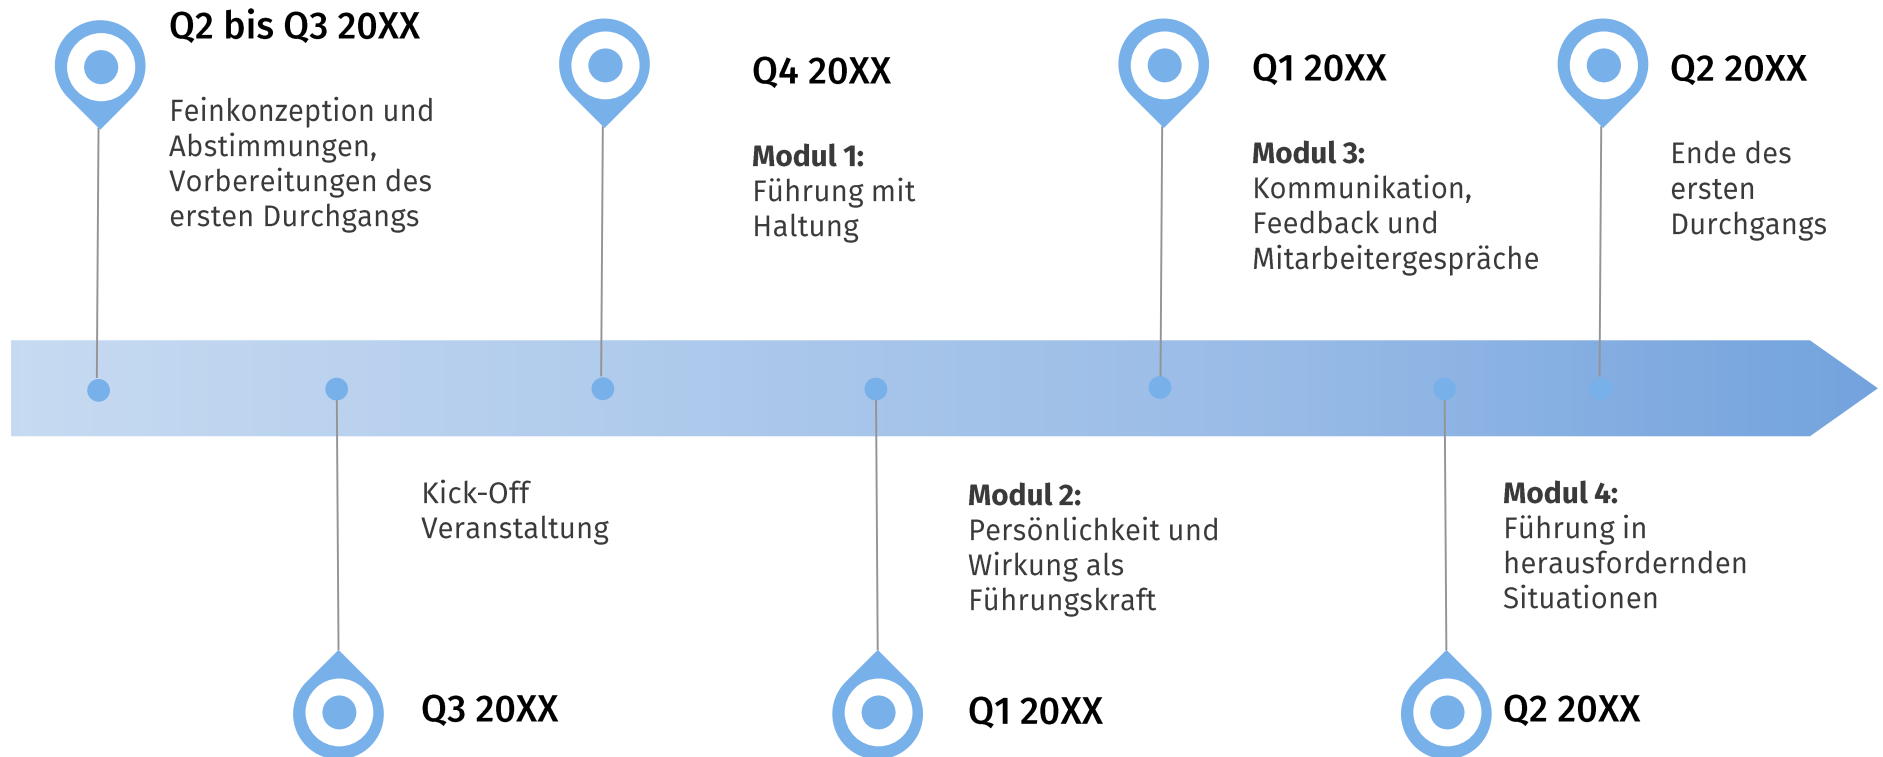 Q2 bis Q3 20XX
Feinkonzeption und
Abstimmungen,
Vorbereitungen des
ersten Durchgangs
Kick-Off
Veranstaltung
Q3 20XX
Q4 20XX
Modul 1:
Führung mit
Haltung
Modul 2:
Persönlichkeit und
Wirkung als
Führungskraft
Q1 20XX
Q1 20XX
Modul 3:
Kommunikation,
Feedback und
Mitarbeitergespräche
Modul 4:
Führung in
herausfordernden
Situationen
Q2 20XX
Q2 20XX
Ende des
ersten
Durchgangs